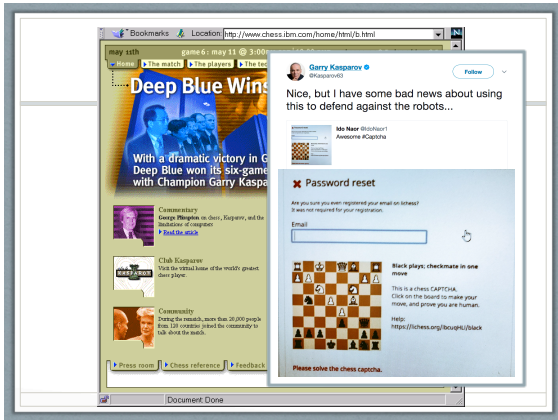 Bookmarks Location: http://www.chess.ibm.com/home/html/b.html
N
may 11th game 6: may 11 @ 3:00
Home The match The players The tec
Deep Blue Wins
With a dramatic victory in G
Deep Blue won its six-game
with Champion Garry Kaspa
Commentary
George Plimpton on chess, Kasparov, and the
limitations of computers
Read the article
Club Kasparov
Visit the virtual home of the world's greatest
chess player.
KASPAROV
Community
During the rematch, more than 20,000 people
from 120 countries joined the community to
talk about the match.
Press room Chess reference Feedback
Document Done
Garry Kasparov
@Kasparov63
Follow
Nice, but I have some bad news about using
this to defend against the robots...
Ido Naor @IdoNaor1
Awesome #Captcha
Password reset
Are you sure you even registered your email on lichess?
It was not required for your registration.
Email
Black plays; checkmate in one
move
This is a chess CAPTCHA.
Click on the board to make your
move, and prove you are human.
Help:
https://lichess.org/ibcusjHLl/black
Please solve the chess captcha.